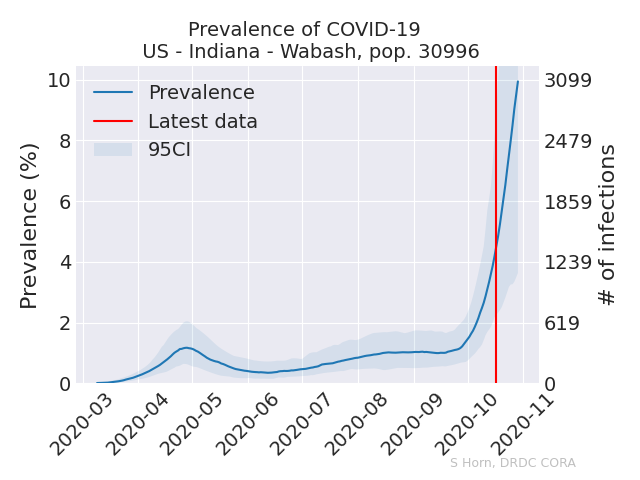 Prevalence of COVID-19
US - Indiana - Wabash, pop. 30996
Prevalence
Latest data
95CI
Prevalence (%)
10
8
6
4
2
0
3099
2479
1859
1239
619
0
# of infections
2020-03
2020-04
2020-05
2020-06
2020-07
2020-08
2020-09
2020-10
2020-11
S Horn, DRDC CORA